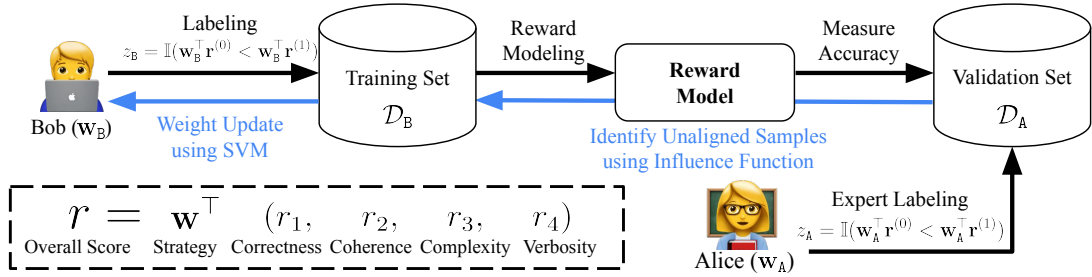 Labeling
z_B = 𝕀(w_B^⊤ r^(0) < w_B^⊤ r^(1))
Bob (w_B)
Weight Update
using SVM
Training Set
𝒟_B
Reward
Modeling
Reward
Model
Identify Unaligned Samples
using Influence Function
Measure
Accuracy
Validation Set
𝒟_A
Expert Labeling
z_A = 𝕀(w_A^⊤ r^(0) < w_A^⊤ r^(1))
Alice (w_A)
r = w^⊤ (r_1, r_2, r_3, r_4)
Overall Score Strategy Correctness Coherence Complexity Verbosity